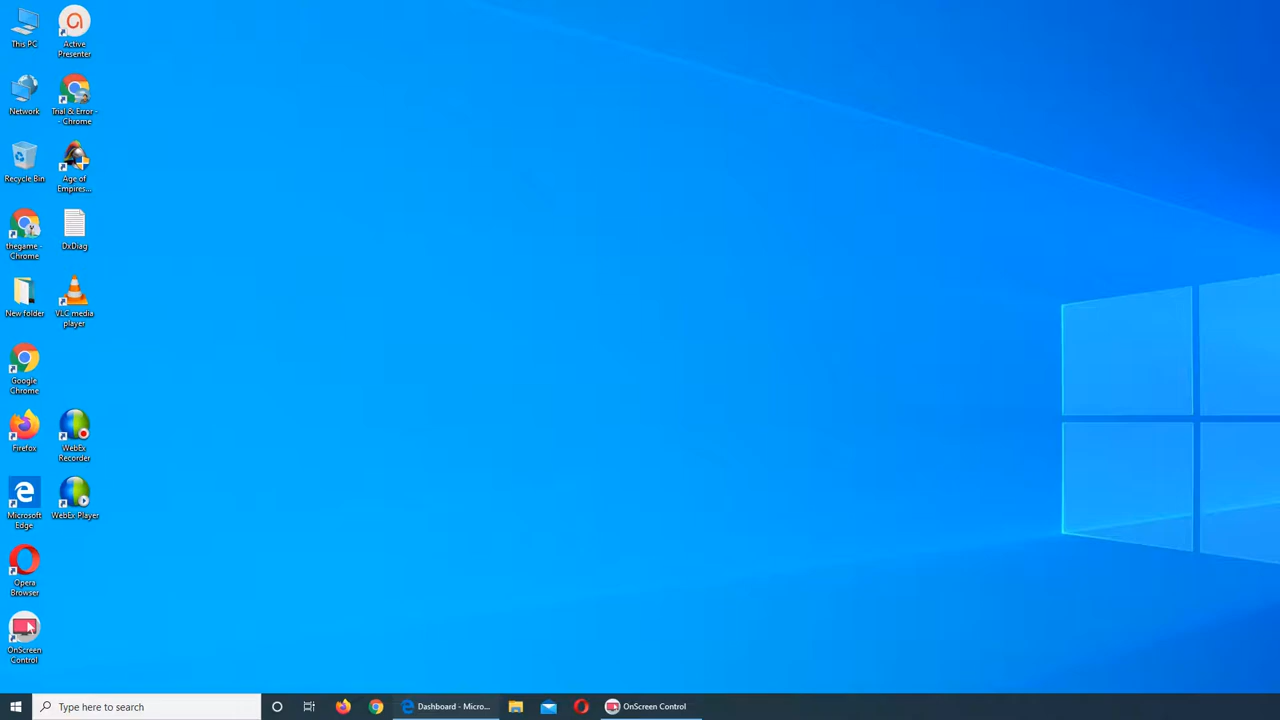 This PC
Active
Presenter
Network
Trial & Error -
- Chrome
Recycle Bin
Age of
Empires...
thegame -
Chrome
DxDiag
New folder
VLC media
player
Google
Chrome
Firefox
WebEx
Recorder
Microsoft
Edge
WebEx Player
Opera
Browser
OnScreen
Control
Type here to search
Dashboard - Micro...
OnScreen Control